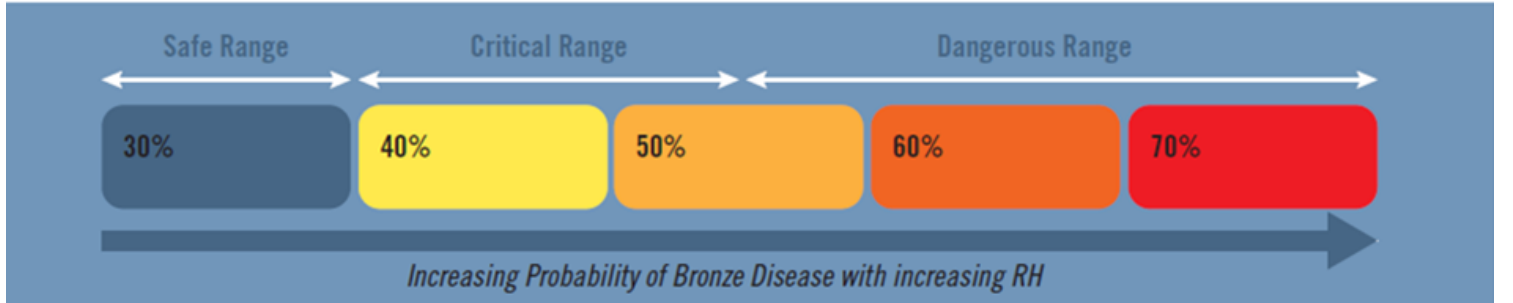 Safe Range Critical Range Dangerous Range
30% 40% 50% 60% 70%
Increasing Probability of Bronze Disease with increasing RH